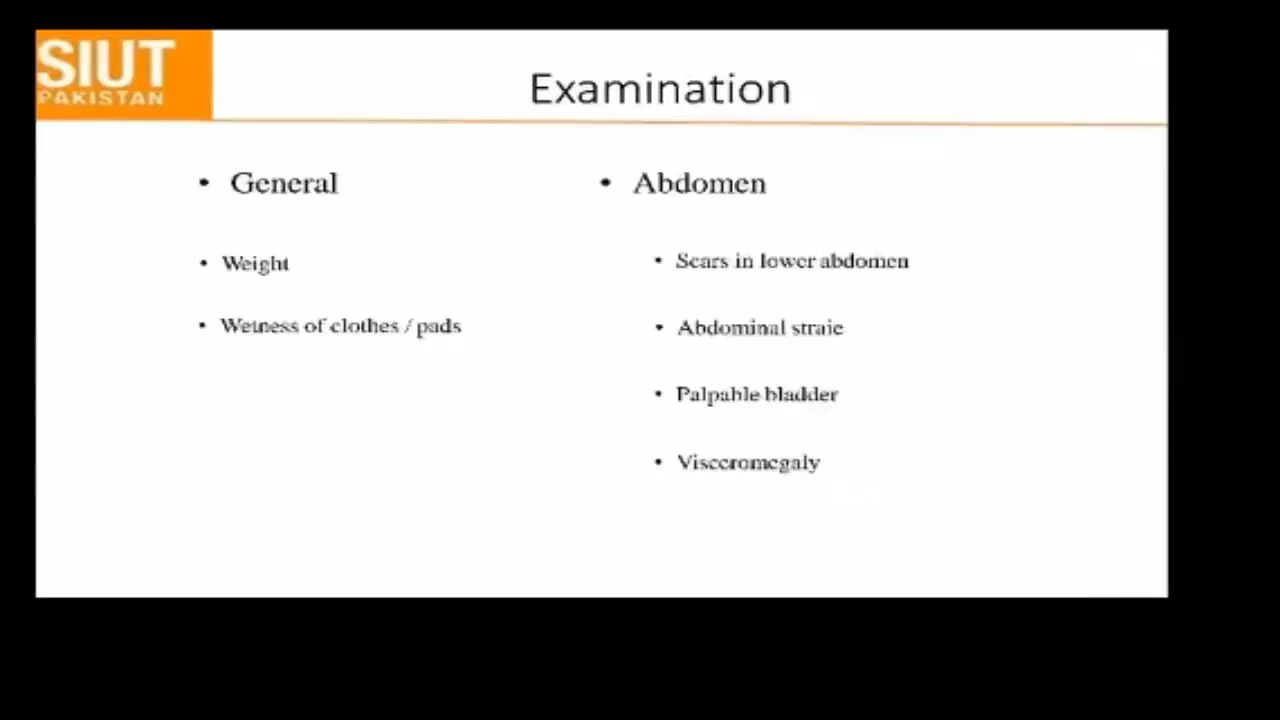 SIUT
PAKISTAN
Examination
• General
• Weight
• Wetness of clothes / pads
• Abdomen
• Scars in lower abdomen
• Abdominal straie
• Palpable bladder
• Visceromegaly